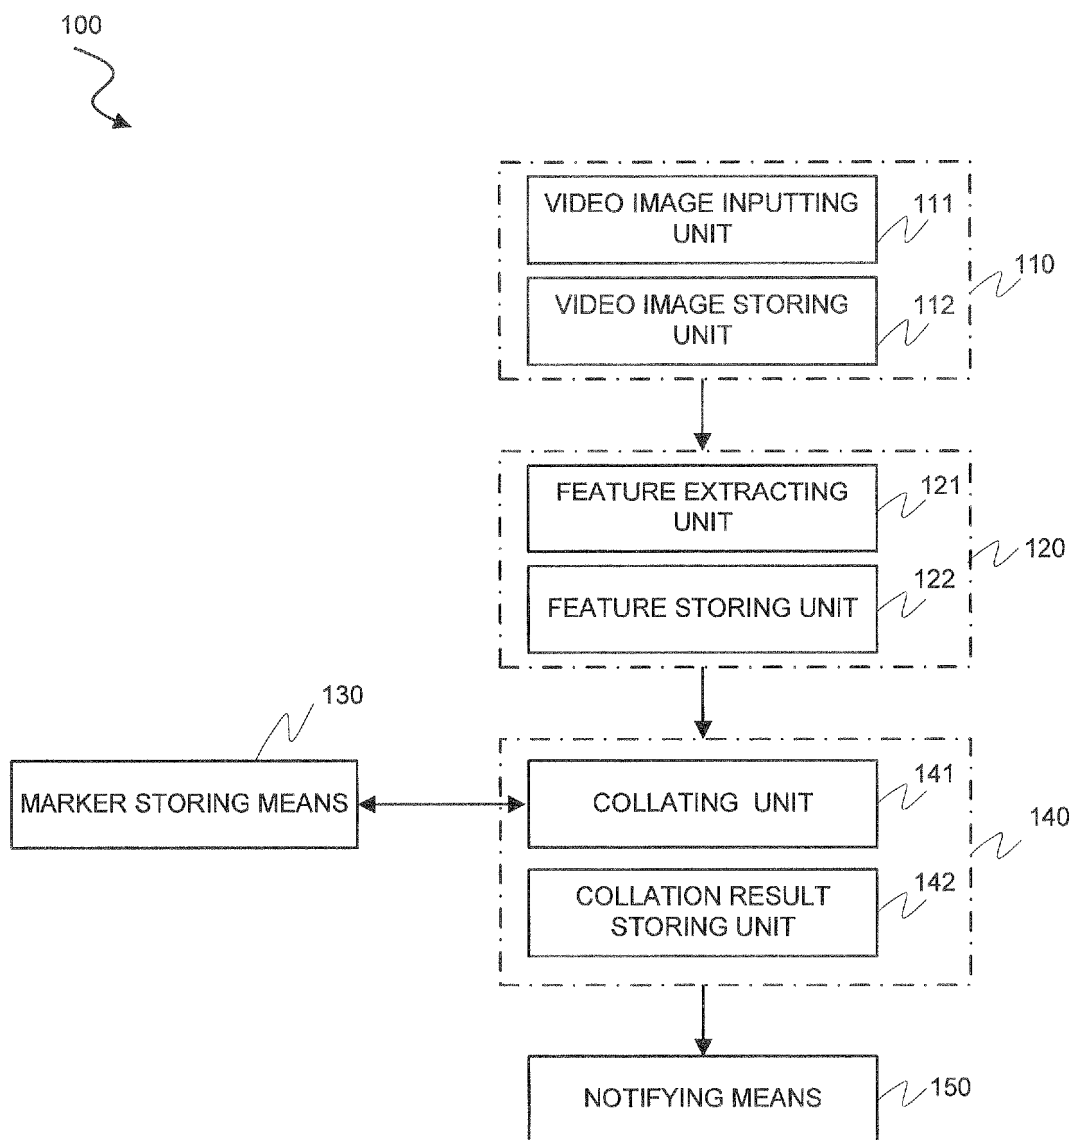 100
VIDEO IMAGE INPUTTING
UNIT
111
110
VIDEO IMAGE STORING
UNIT
112
FEATURE EXTRACTING
UNIT
121
120
FEATURE STORING UNIT
122
130
MARKER STORING MEANS
COLLATING UNIT
141
140
COLLATION RESULT
STORING UNIT
142
NOTIFYING MEANS
150